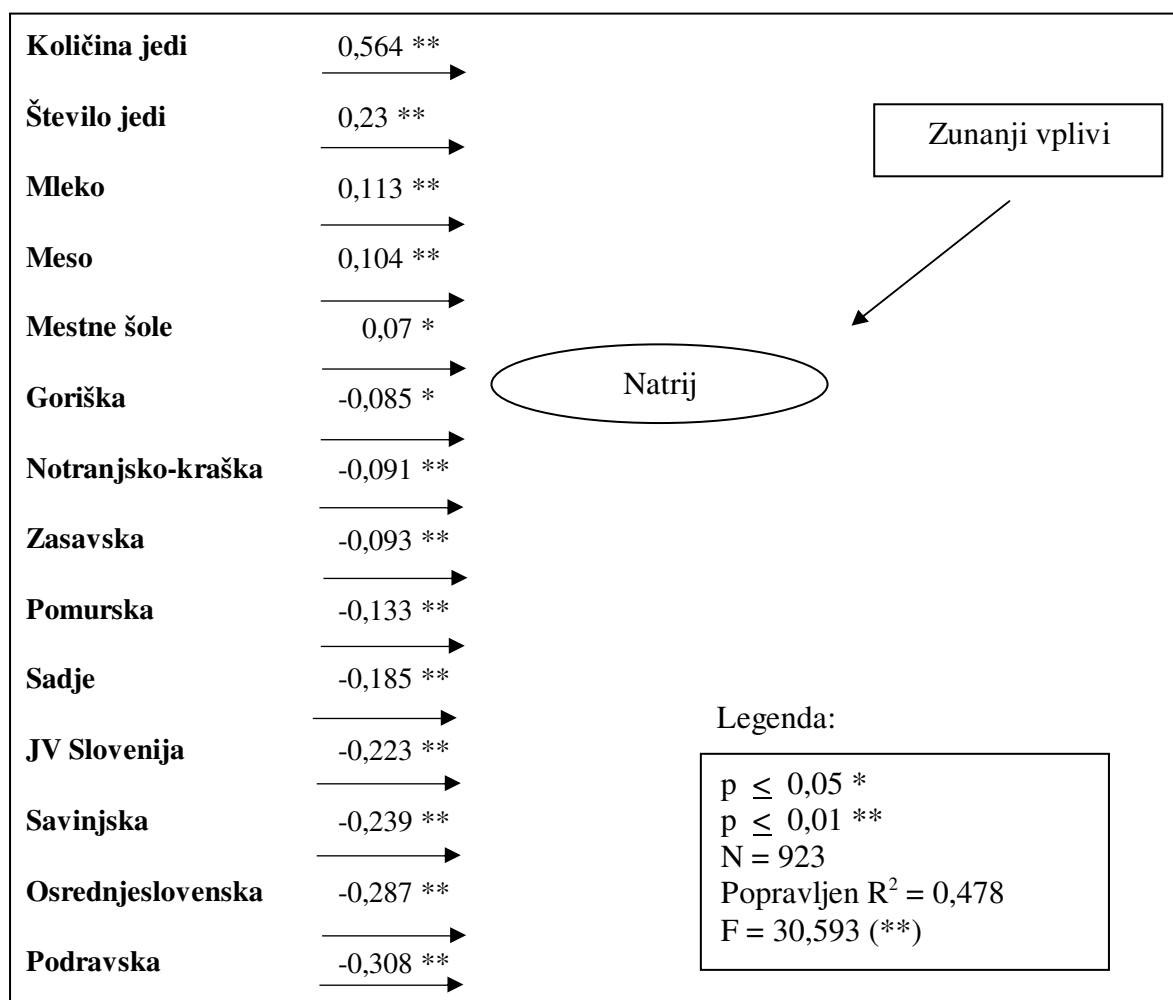 Količina jedi 0,564 **
Število jedi 0,23 **
Zunanji vplivi
Mleko 0,113 **
Meso 0,104 **
Mestne šole 0,07 *
Natrij
Goriška -0,085 *
Notranjsko-kraška -0,091 **
Zasavska -0,093 **
Pomurska -0,133 **
Sadje -0,185 **
JV Slovenija -0,223 **
Savinjska -0,239 **
Osrednjeslovenska -0,287 **
Podravska -0,308 **
Legenda:
p ≤ 0,05 *
p ≤ 0,01 **
N = 923
Popravljen R² = 0,478
F = 30,593 (**)